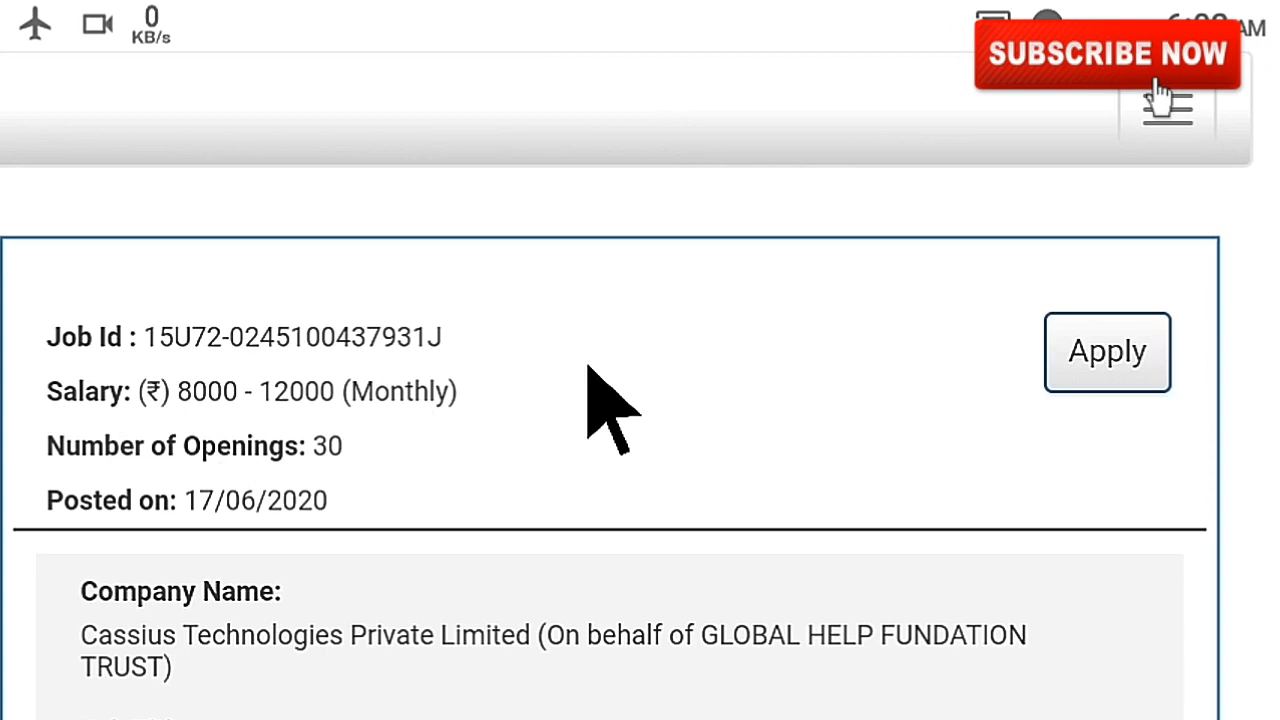 0
KB/s
AM
SUBSCRIBE NOW
Job Id : 15U72-0245100437931J
Apply
Salary: (₹) 8000 - 12000 (Monthly)
Number of Openings: 30
Posted on: 17/06/2020
Company Name:
Cassius Technologies Private Limited (On behalf of GLOBAL HELP FUNDATION
TRUST)